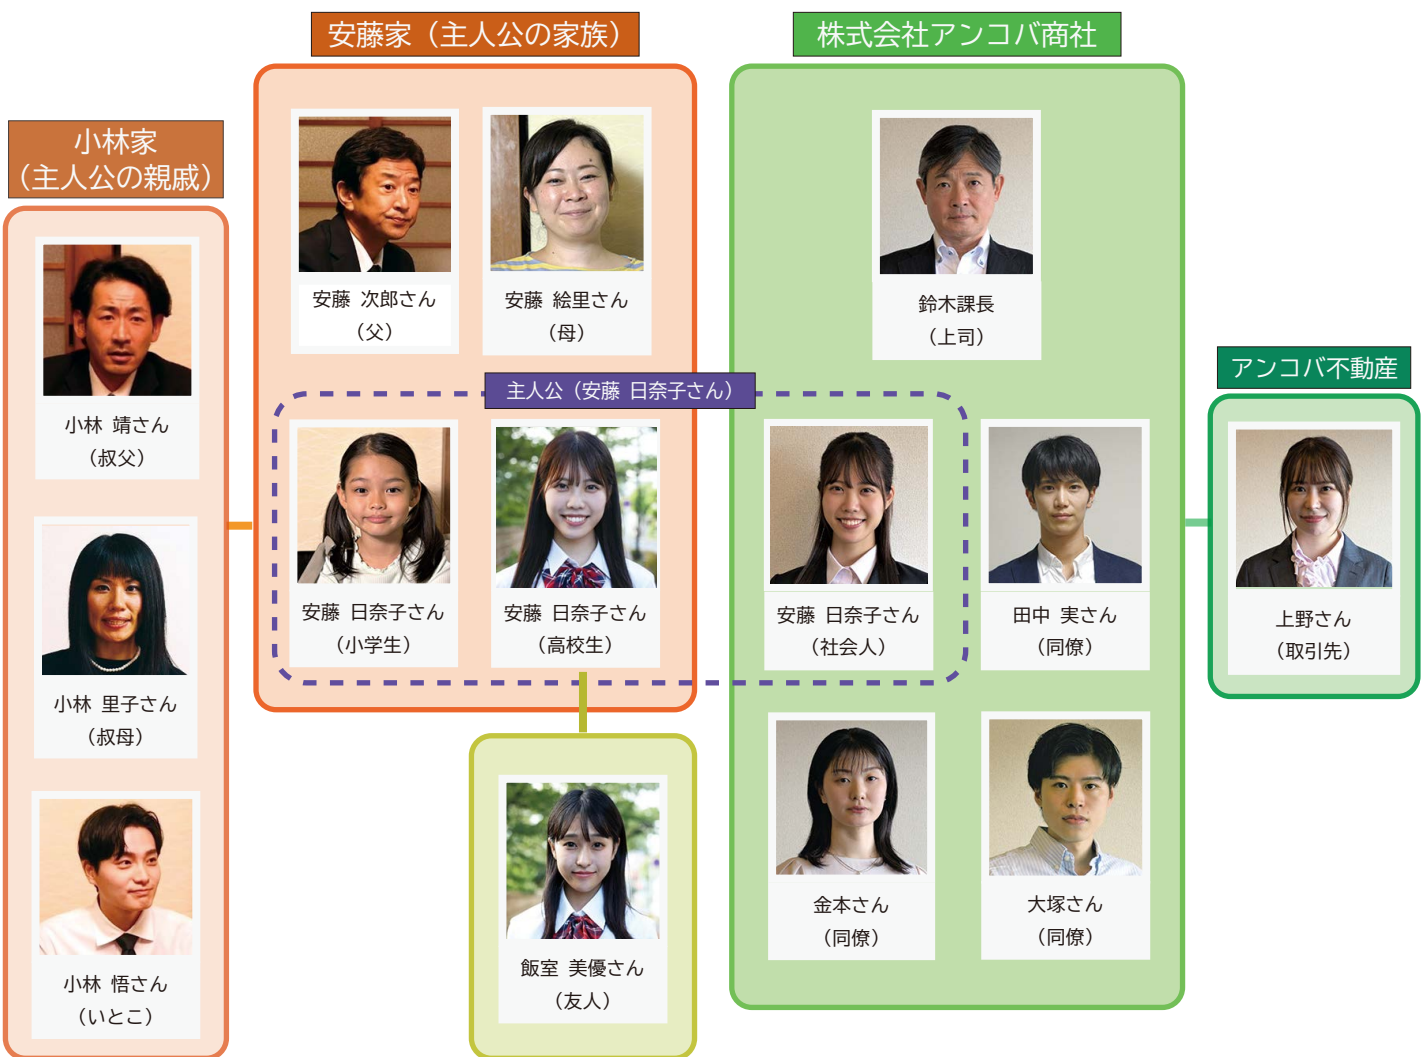 安藤家（主人公の家族）
株式会社アンコバ商社
小林家
（主人公の親戚）
安藤 次郎さん
（父）
安藤 絵里さん
（母）
鈴木課長
（上司）
小林 靖さん
（叔父）
主人公（安藤 日奈子さん）
アンコバ不動産
安藤 日奈子さん
（小学生）
安藤 日奈子さん
（高校生）
安藤 日奈子さん
（社会人）
田中 実さん
（同僚）
上野さん
（取引先）
小林 里子さん
（叔母）
金本さん
（同僚）
大塚さん
（同僚）
飯室 美優さん
（友人）
小林 悟さん
（いとこ）